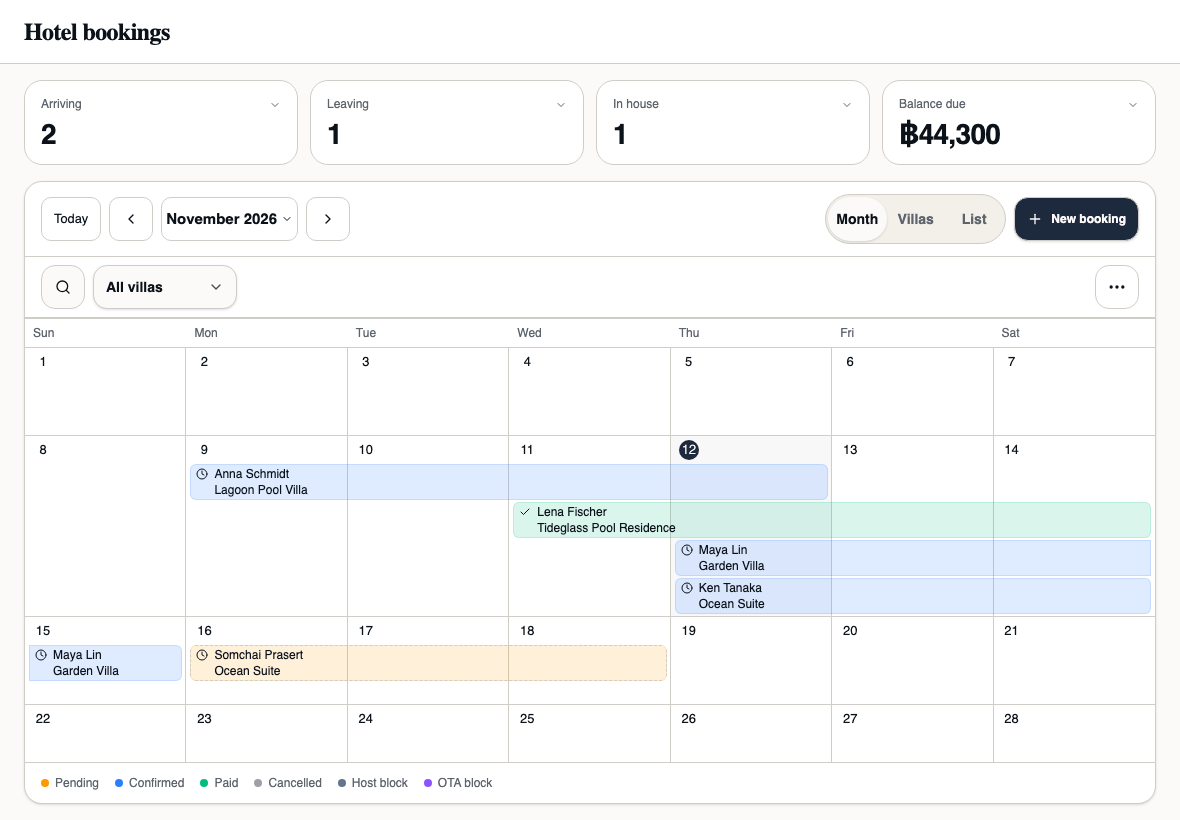 Hotel bookings
Arriving
2
Leaving
1
In house
1
Balance due
฿44,300
Today
November 2026
Month
Villas
List
+ New booking
All villas
Sun Mon Tue Wed Thu Fri Sat
1 2 3 4 5 6 7
8 9 10 11 12 13 14
Anna Schmidt
Lagoon Pool Villa
Lena Fischer
Tideglass Pool Residence
Maya Lin
Garden Villa
Ken Tanaka
Ocean Suite
15 16 17 18 19 20 21
Maya Lin
Garden Villa
Somchai Prasert
Ocean Suite
22 23 24 25 26 27 28
Pending Confirmed Paid Cancelled Host block OTA block